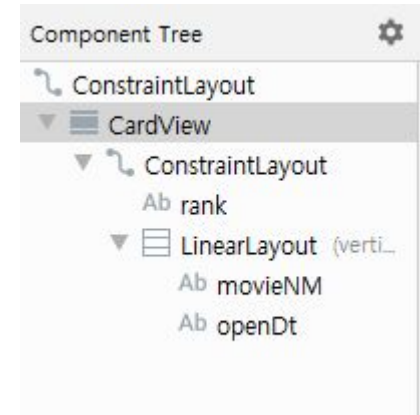 Component Tree
ConstraintLayout
CardView
ConstraintLayout
Ab rank
LinearLayout (verti...
Ab movieNM
Ab openDt